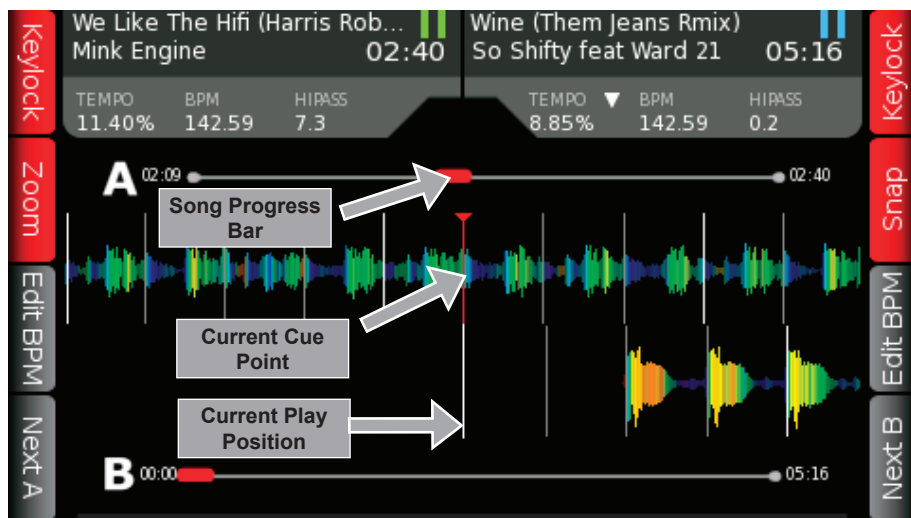 We Like The Hifi (Harris Rob...
Mink Engine 02:40
Wine (Them Jeans Rmix)
So Shifty feat Ward 21 05:16
TEMPO BPM HIPASS
11.40% 142.59 7.3
TEMPO BPM HIPASS
8.85% 142.59 0.2
Keylock
Zoom
Edit BPM
Next A
Keylock
Snap
Edit BPM
Next B
A 02:09 02:40
Song Progress
Bar
Current Cue
Point
Current Play
Position
B 00:00 05:16